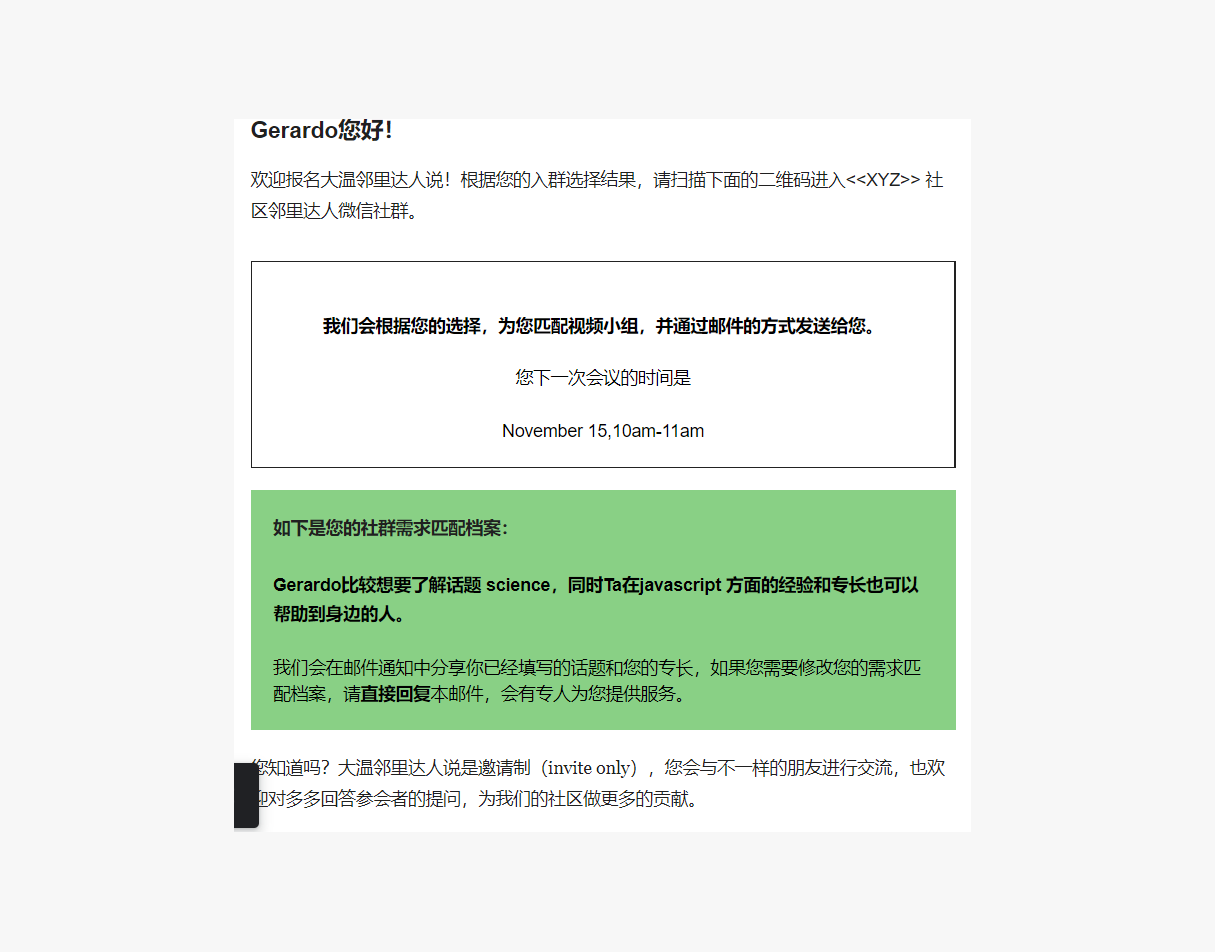 Gerardo您好！
欢迎报名大温邻里达人说！根据您的入群选择结果，请扫描下面的二维码进入<<XYZ>> 社
区邻里达人微信社群。
我们会根据您的选择，为您匹配视频小组，并通过邮件的方式发送给您。
您下一次会议的时间是
November 15,10am-11am
如下是您的社群需求匹配档案：
Gerardo比较想要了解话题 science，同时Ta在javascript 方面的经验和专长也可以
帮助到身边的人。
我们会在邮件通知中分享你已经填写的话题和您的专长，如果您需要修改您的需求匹
配档案，请直接回复本邮件，会有专人为您提供服务。
您知道吗？大温邻里达人说是邀请制（invite only），您会与不一样的朋友进行交流，也欢
迎对多多回答参会者的提问，为我们的社区做更多的贡献。